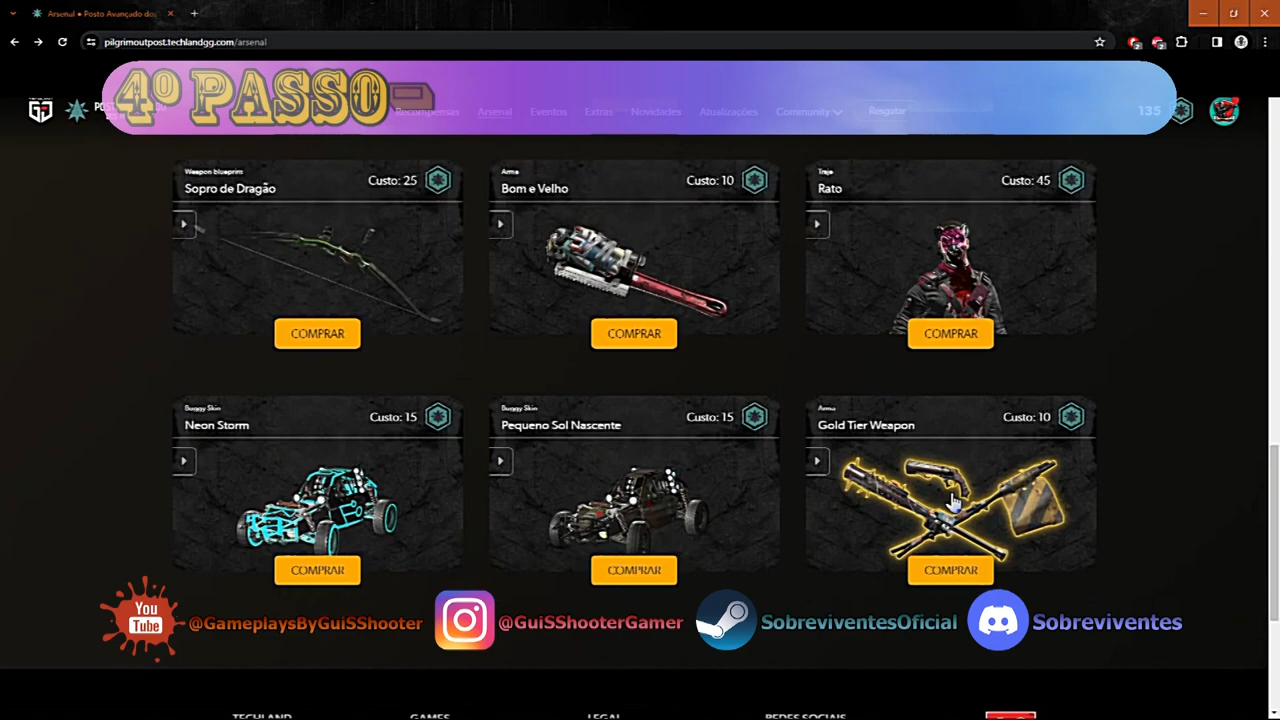 Arsenal • Posto Avançado dos
pilgrimoutpost.techlandgg.com/arsenal
4º PASSO
Recompensas Arsenal Eventos Extras Novidades Atualizações Community Resgatar 135
Weapon blueprint
Sopro de Dragão
Custo: 25
COMPRAR
Arma
Bom e Velho
Custo: 10
COMPRAR
Traje
Rato
Custo: 45
COMPRAR
Buggy Skin
Neon Storm
Custo: 15
COMPRAR
Buggy Skin
Pequeno Sol Nascente
Custo: 15
COMPRAR
Arma
Gold Tier Weapon
Custo: 10
COMPRAR
You Tube @GameplaysByGuiSShooter @GuiSShooterGamer SobreviventesOficial Sobreviventes
TECHLAND GAMES LEGAL REDES SOCIAIS